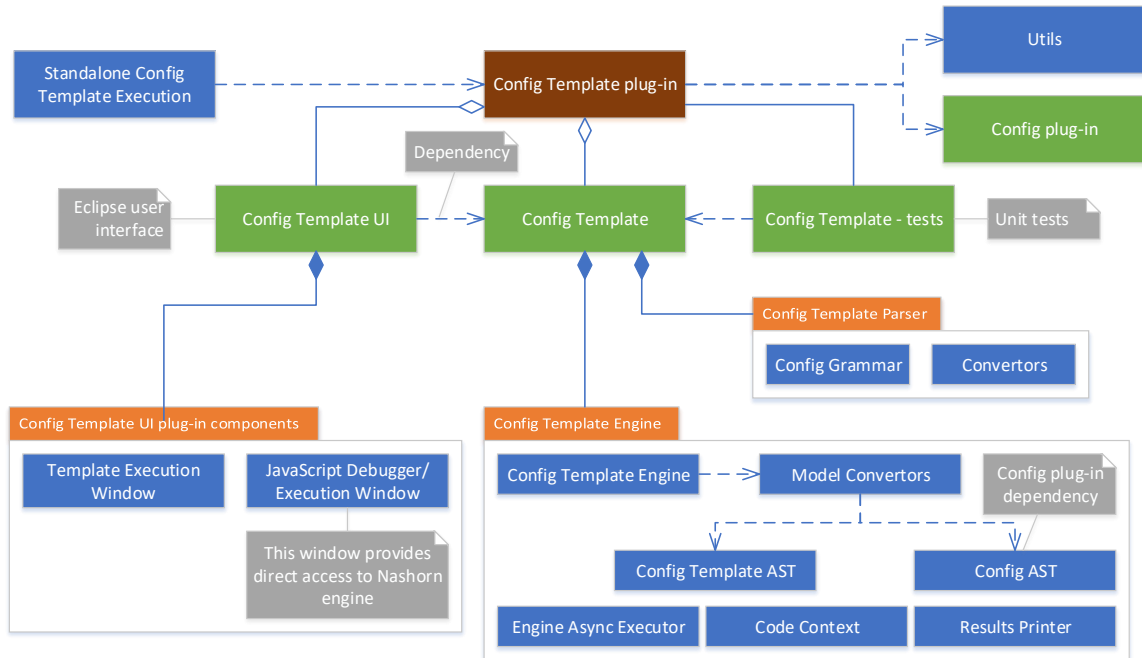 Utils
Standalone Config
Template Execution
Config Template plug-in
Config plug-in
Dependency
Eclipse user
interface
Config Template UI
Config Template
Config Template - tests
Unit tests
Config Template Parser
Config Grammar
Convertors
Config Template UI plug-in components
Template Execution
Window
JavaScript Debugger/
Execution Window
This window provides
direct access to Nashorn
engine
Config Template Engine
Config Template Engine
Model Convertors
Config plug-in
dependency
Config Template AST
Config AST
Engine Async Executor
Code Context
Results Printer